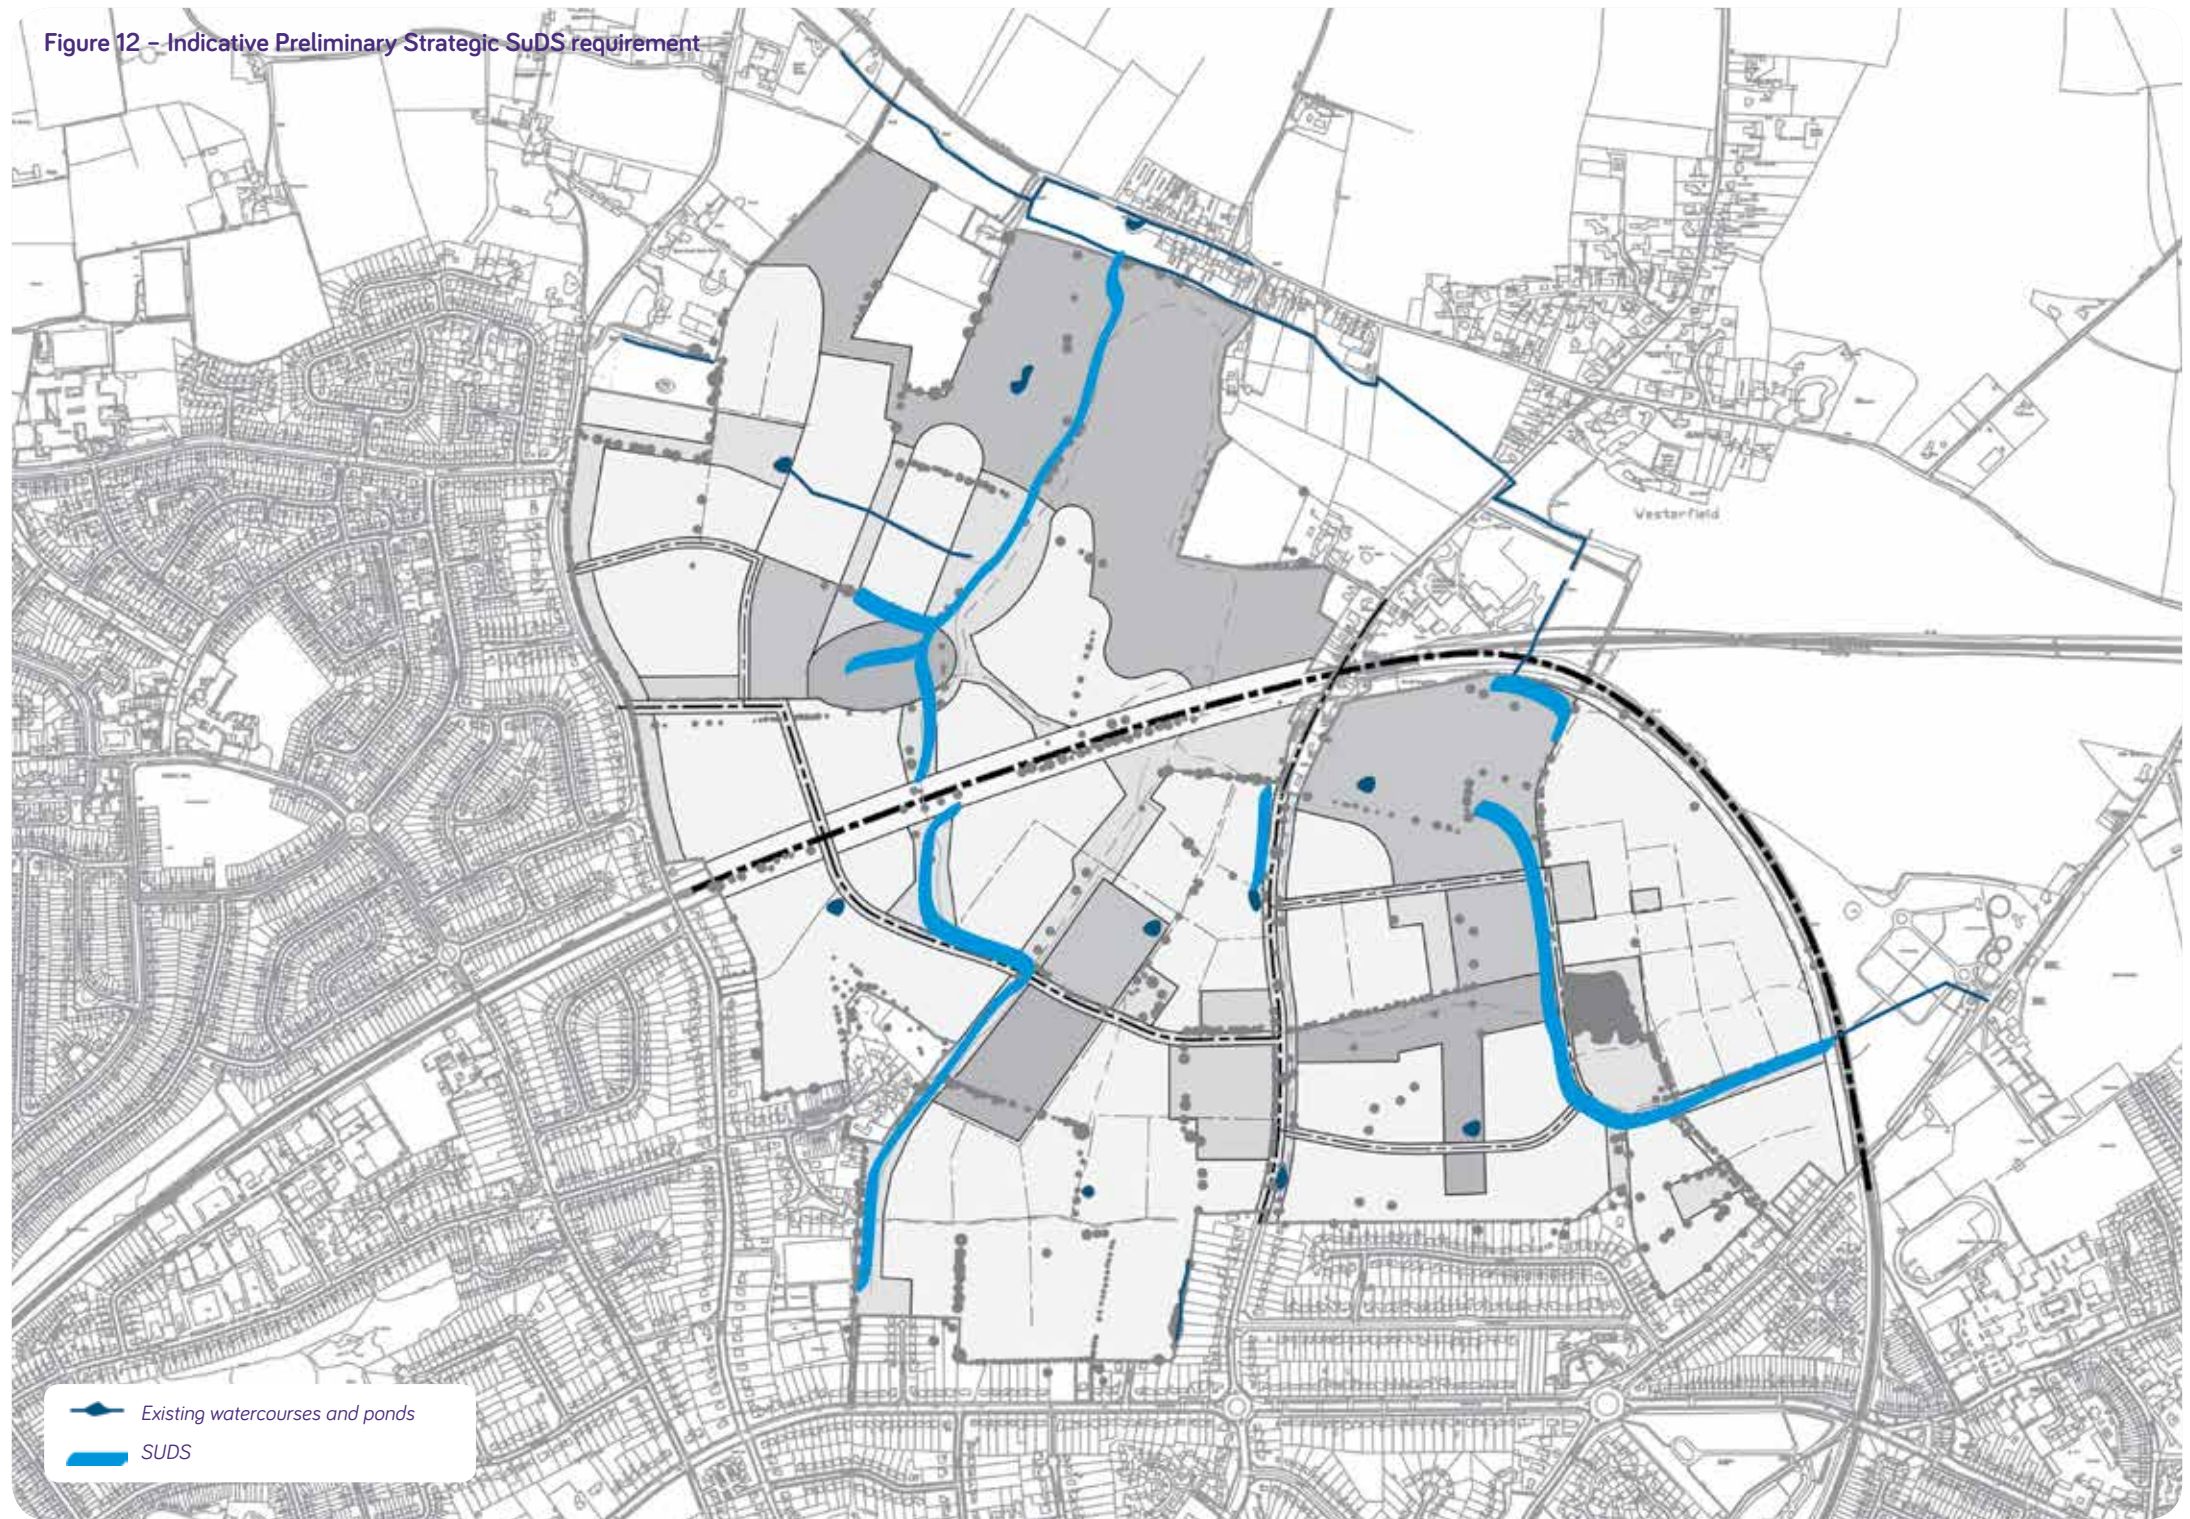 Figure 12 – Indicative Preliminary Strategic SuDS requirement
Westerfield
Existing watercourses and ponds
SUDS